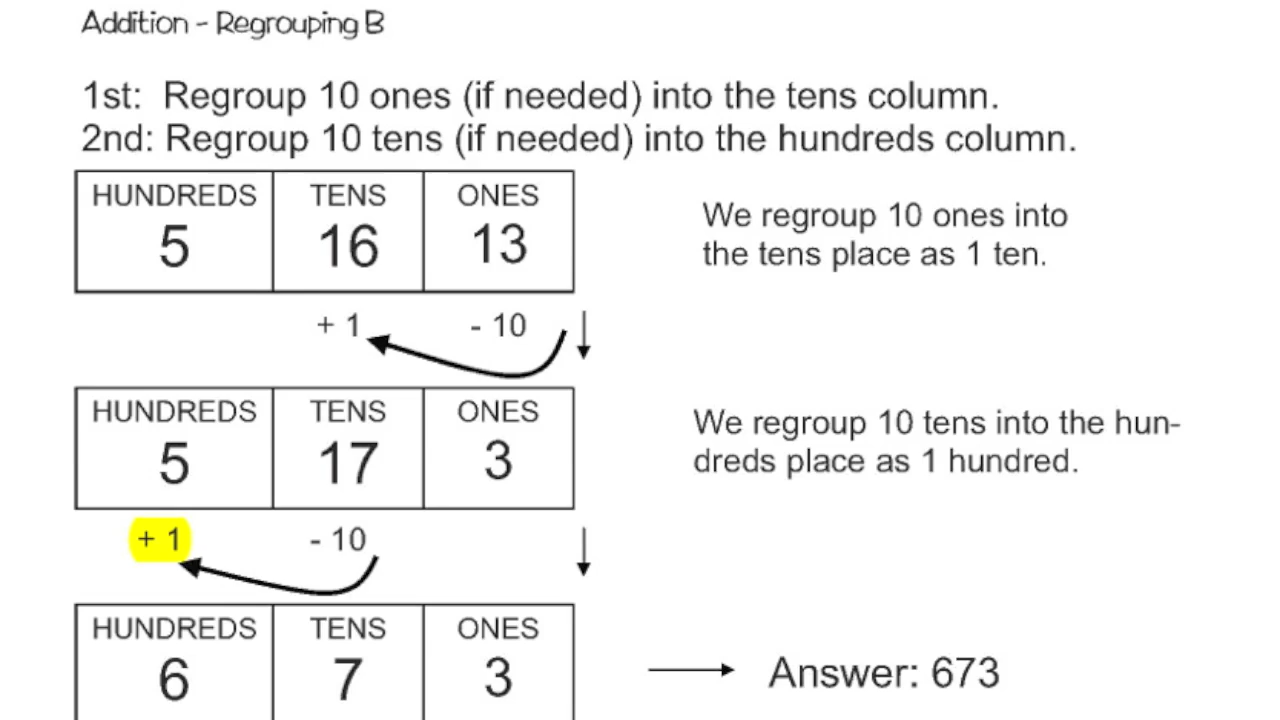 Addition - Regrouping B
1st: Regroup 10 ones (if needed) into the tens column.
2nd: Regroup 10 tens (if needed) into the hundreds column.
HUNDREDS TENS ONES
5 16 13
We regroup 10 ones into
the tens place as 1 ten.
+ 1 - 10
HUNDREDS TENS ONES
5 17 3
We regroup 10 tens into the hun-
dreds place as 1 hundred.
+ 1 - 10
HUNDREDS TENS ONES
6 7 3
Answer: 673